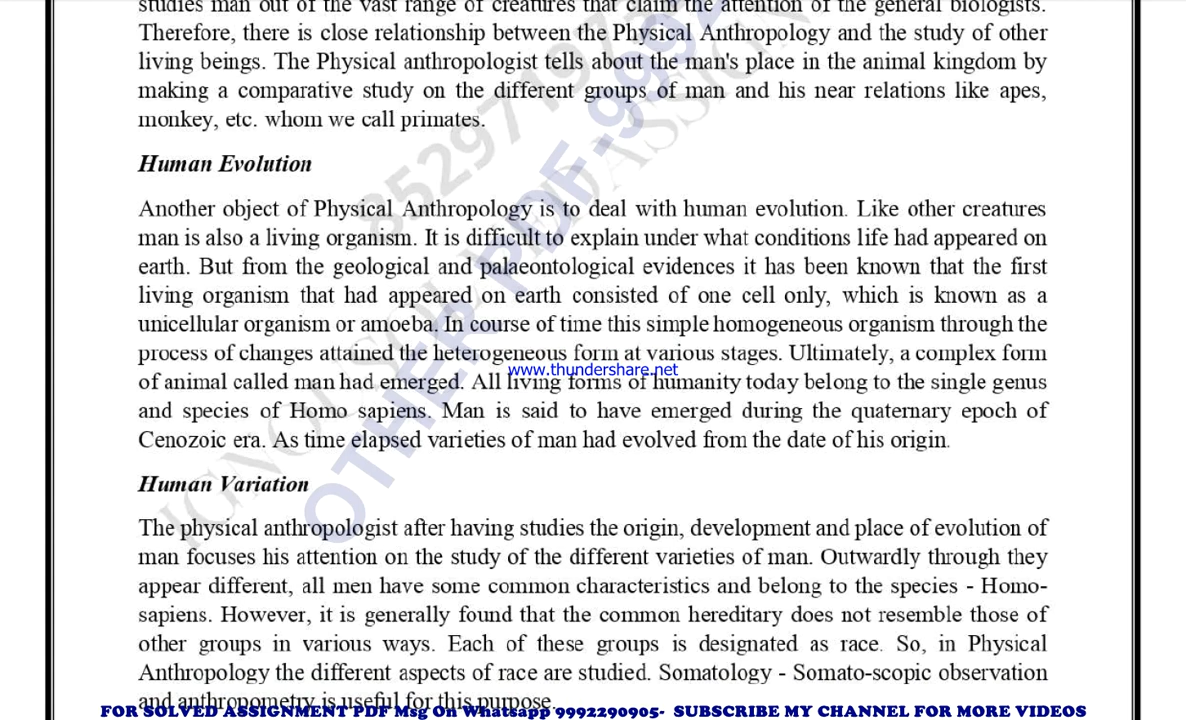 studies man out of the vast range of creatures that claim the attention of the general biologists.
Therefore, there is close relationship between the Physical Anthropology and the study of other
living beings. The Physical anthropologist tells about the man's place in the animal kingdom by
making a comparative study on the different groups of man and his near relations like apes,
monkey, etc. whom we call primates.
Human Evolution
Another object of Physical Anthropology is to deal with human evolution. Like other creatures
man is also a living organism. It is difficult to explain under what conditions life had appeared on
earth. But from the geological and palaeontological evidences it has been known that the first
living organism that had appeared on earth consisted of one cell only, which is known as a
unicellular organism or amoeba. In course of time this simple homogeneous organism through the
process of changes attained the heterogeneous form at various stages. Ultimately, a complex form
www.thundershare.net
of animal called man had emerged. All living forms of humanity today belong to the single genus
and species of Homo sapiens. Man is said to have emerged during the quaternary epoch of
Cenozoic era. As time elapsed varieties of man had evolved from the date of his origin.
Human Variation
The physical anthropologist after having studies the origin, development and place of evolution of
man focuses his attention on the study of the different varieties of man. Outwardly through they
appear different, all men have some common characteristics and belong to the species - Homo-
sapiens. However, it is generally found that the common hereditary does not resemble those of
other groups in various ways. Each of these groups is designated as race. So, in Physical
Anthropology the different aspects of race are studied. Somatology - Somato-scopic observation
and anthropometry is useful for this purpose.
FOR SOLVED ASSIGNMENT PDF Msg On Whatsapp 9992290905- SUBSCRIBE MY CHANNEL FOR MORE VIDEOS
OTHER PDF-999